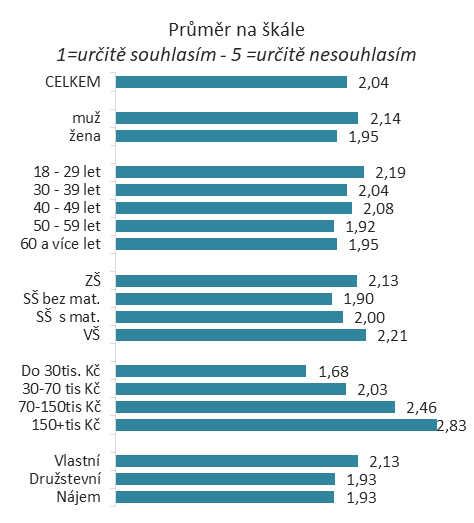 Průměr na škále
1=určitě souhlasím - 5 =určitě nesouhlasím
CELKEM 2,04
muž 2,14
žena 1,95
18 - 29 let 2,19
30 - 39 let 2,04
40 - 49 let 2,08
50 - 59 let 1,92
60 a více let 1,95
ZŠ 2,13
SŠ bez mat. 1,90
SŠ s mat. 2,00
VŠ 2,21
Do 30tis. Kč 1,68
30-70 tis Kč 2,03
70-150tis Kč 2,46
150+tis Kč 2,83
Vlastní 2,13
Družstevní 1,93
Nájem 1,93